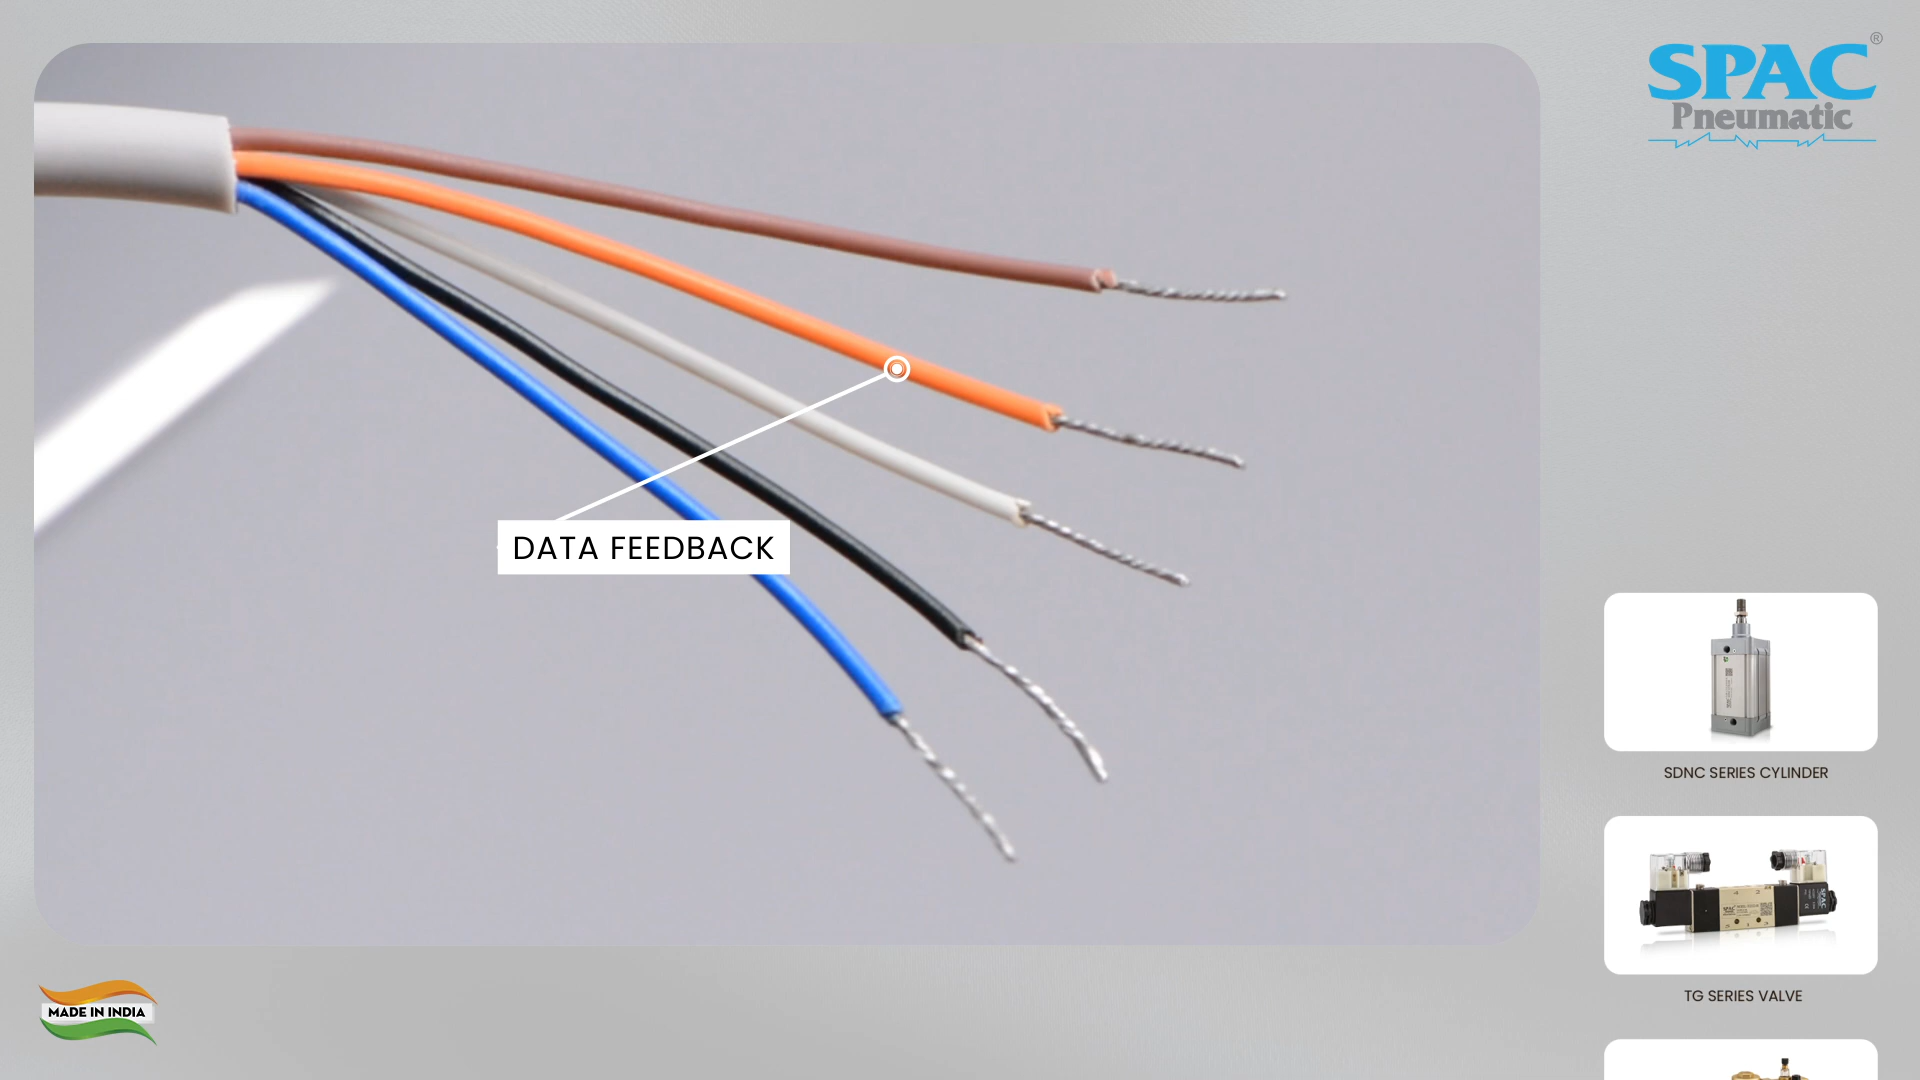 SPAC®
Pneumatic
DATA FEEDBACK
SDNC SERIES CYLINDER
TG SERIES VALVE
MADE IN INDIA